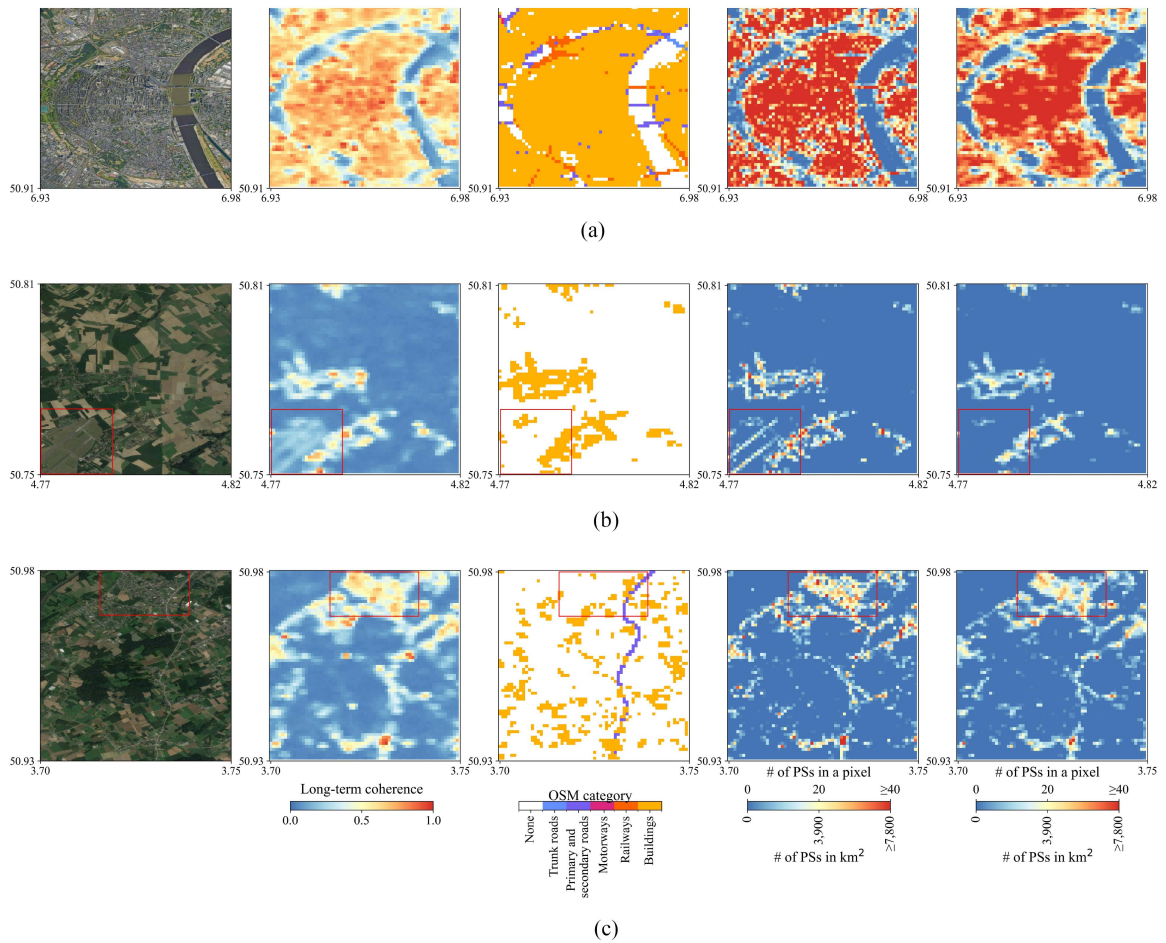 50.91
6.93 6.98
50.91
6.93 6.98
50.91
6.93 6.98
50.91
6.93 6.98
50.91
6.93 6.98
(a)
50.81
50.75
4.77 4.82
50.81
50.75
4.77 4.82
50.81
50.75
4.77 4.82
50.81
50.75
4.77 4.82
50.81
50.75
4.77 4.82
(b)
50.98
50.93
3.70 3.75
50.98
50.93
50.98
50.93
50.98
50.93
3.70 3.75
50.98
50.93
3.70 3.75
Long-term coherence
0.0 0.5 1.0
OSM category
None
Trunk roads
Primary and
secondary roads
Motorways
Railways
Buildings
# of PSs in a pixel
0 20 ≥40
0 3,900 ≥7,800
# of PSs in km²
# of PSs in a pixel
0 20 ≥40
0 3,900 ≥7,800
# of PSs in km²
(c)